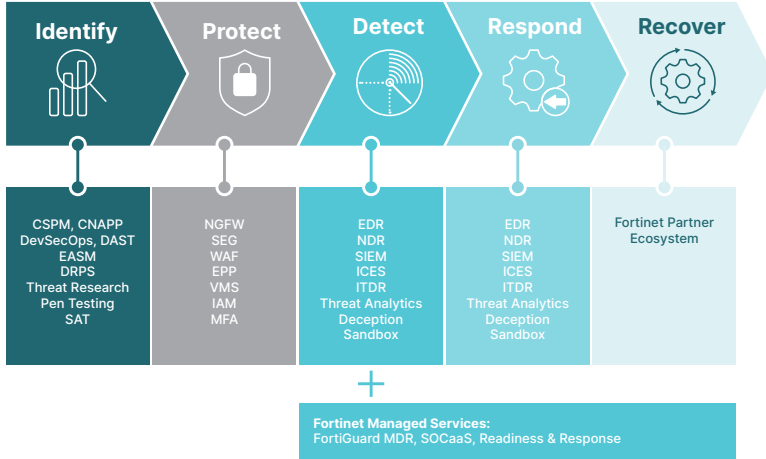 Identify
Protect
Detect
Respond
Recover
CSPM, CNAPP
DevSecOps, DAST
EASM
DRPS
Threat Research
Pen Testing
SAT
NGFW
SEG
WAF
EPP
VMS
IAM
MFA
EDR
NDR
SIEM
ICES
ITDR
Threat Analytics
Deception
Sandbox
EDR
NDR
SIEM
ICES
ITDR
Threat Analytics
Deception
Sandbox
Fortinet Partner
Ecosystem
Fortinet Managed Services:
FortiGuard MDR, SOCaaS, Readiness & Response